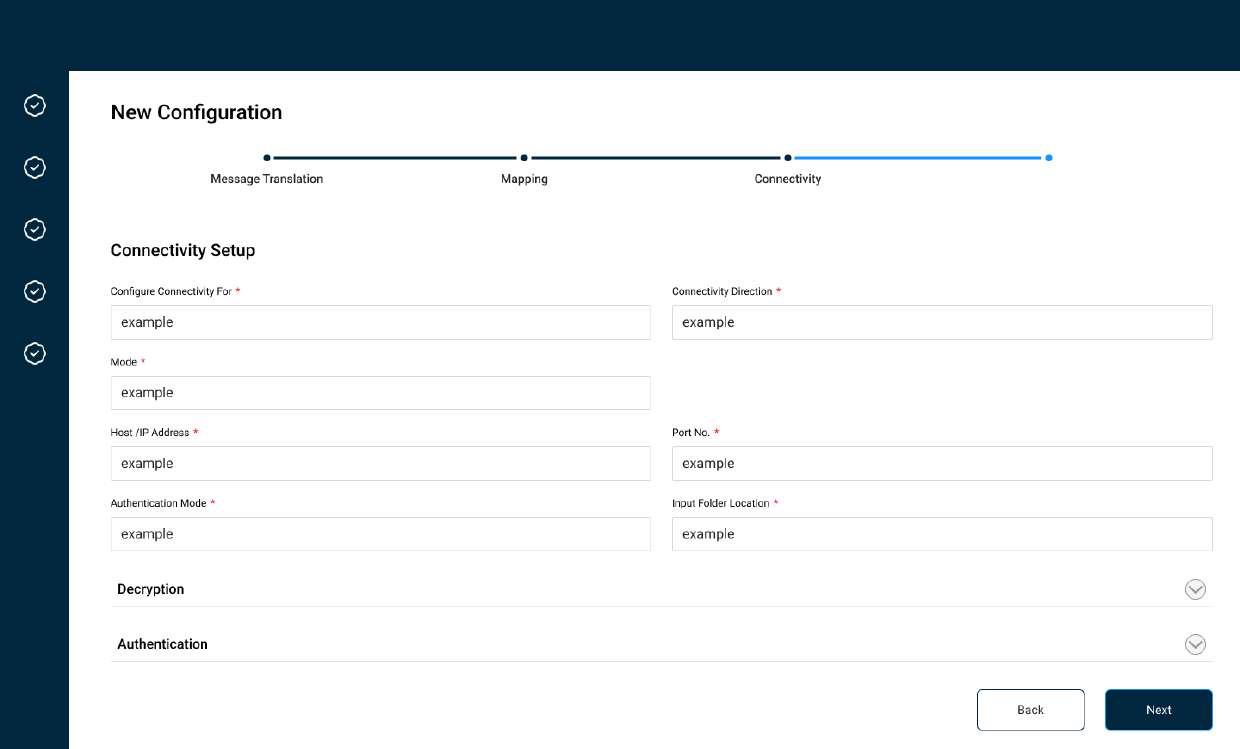 New Configuration
Message Translation
Mapping
Connectivity
Connectivity Setup
Configure Connectivity For *
Connectivity Direction *
example
example
Mode *
example
Host /IP Address *
Port No. *
example
example
Authentication Mode *
Input Folder Location *
example
example
Decryption
Authentication
Back
Next